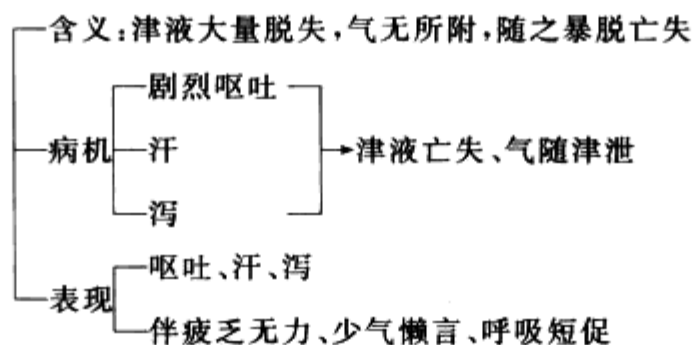 含义:津液大量脱失,气无所附,随之暴脱亡失
剧烈呕吐
病机 汗 津液亡失、气随津泄
泻
呕吐、汗、泻
表现
伴疲乏无力、少气懒言、呼吸短促